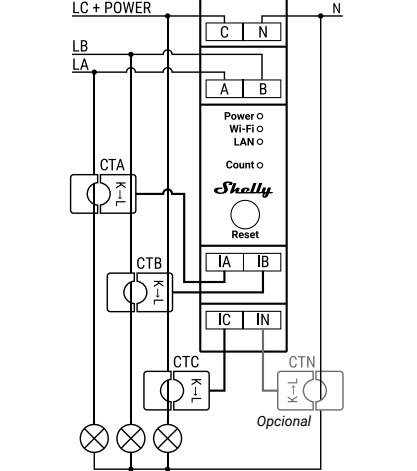 LC + POWER
N
C N
LB
LA
A B
Power
Wi-Fi
LAN
Count
Shelly
Reset
CTA
K→L
IA IB
CTB
K→L
IC IN
CTC
K→L
CTN
K→L
Opcional